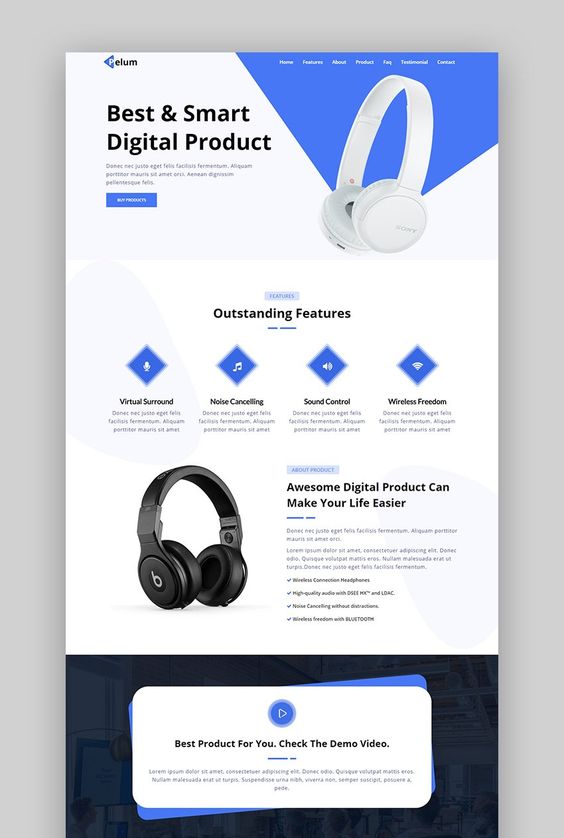 Pelum
Home Features About Product Faq Testimonial Contact
Best & Smart
Digital Product
Donec nec justo eget felis facilisis fermentum. Aliquam
porttitor mauris sit amet orci. Aenean dignissim
pellentesque felis.
BUY PRODUCTS
SONY
FEATURES
Outstanding Features
Virtual Surround
Donec nec justo eget felis
facilisis fermentum. Aliquam
porttitor mauris sit amet
Noise Cancelling
Donec nec justo eget felis
facilisis fermentum. Aliquam
porttitor mauris sit amet
Sound Control
Donec nec justo eget felis
facilisis fermentum. Aliquam
porttitor mauris sit amet
Wireless Freedom
Donec nec justo eget felis
facilisis fermentum. Aliquam
porttitor mauris sit amet
b
ABOUT PRODUCT
Awesome Digital Product Can
Make Your Life Easier
Donec nec justo eget felis facilisis fermentum. Aliquam porttitor
mauris sit amet orci.
Lorem ipsum dolor sit amet, consectetuer adipiscing elit. Donec
odio. Quisque volutpat mattis eros. Nullam malesuada erat ut
turpis.Donec nec justo eget felis facilisis fermentum.
Wireless Connection Headphones
High-quality audio with DSEE HX™ and LDAC.
Noise Cancelling without distractions.
Wireless freedom with BLUETOOTH
Best Product For You. Check The Demo Video.
Lorem ipsum dolor sit amet, consectetuer adipiscing elit. Donec odio. Quisque volutpat mattis eros.
Nullam malesuada erat ut turpis. Suspendisse urna nibh, viverra non, semper suscipit, posuere a,
pede.